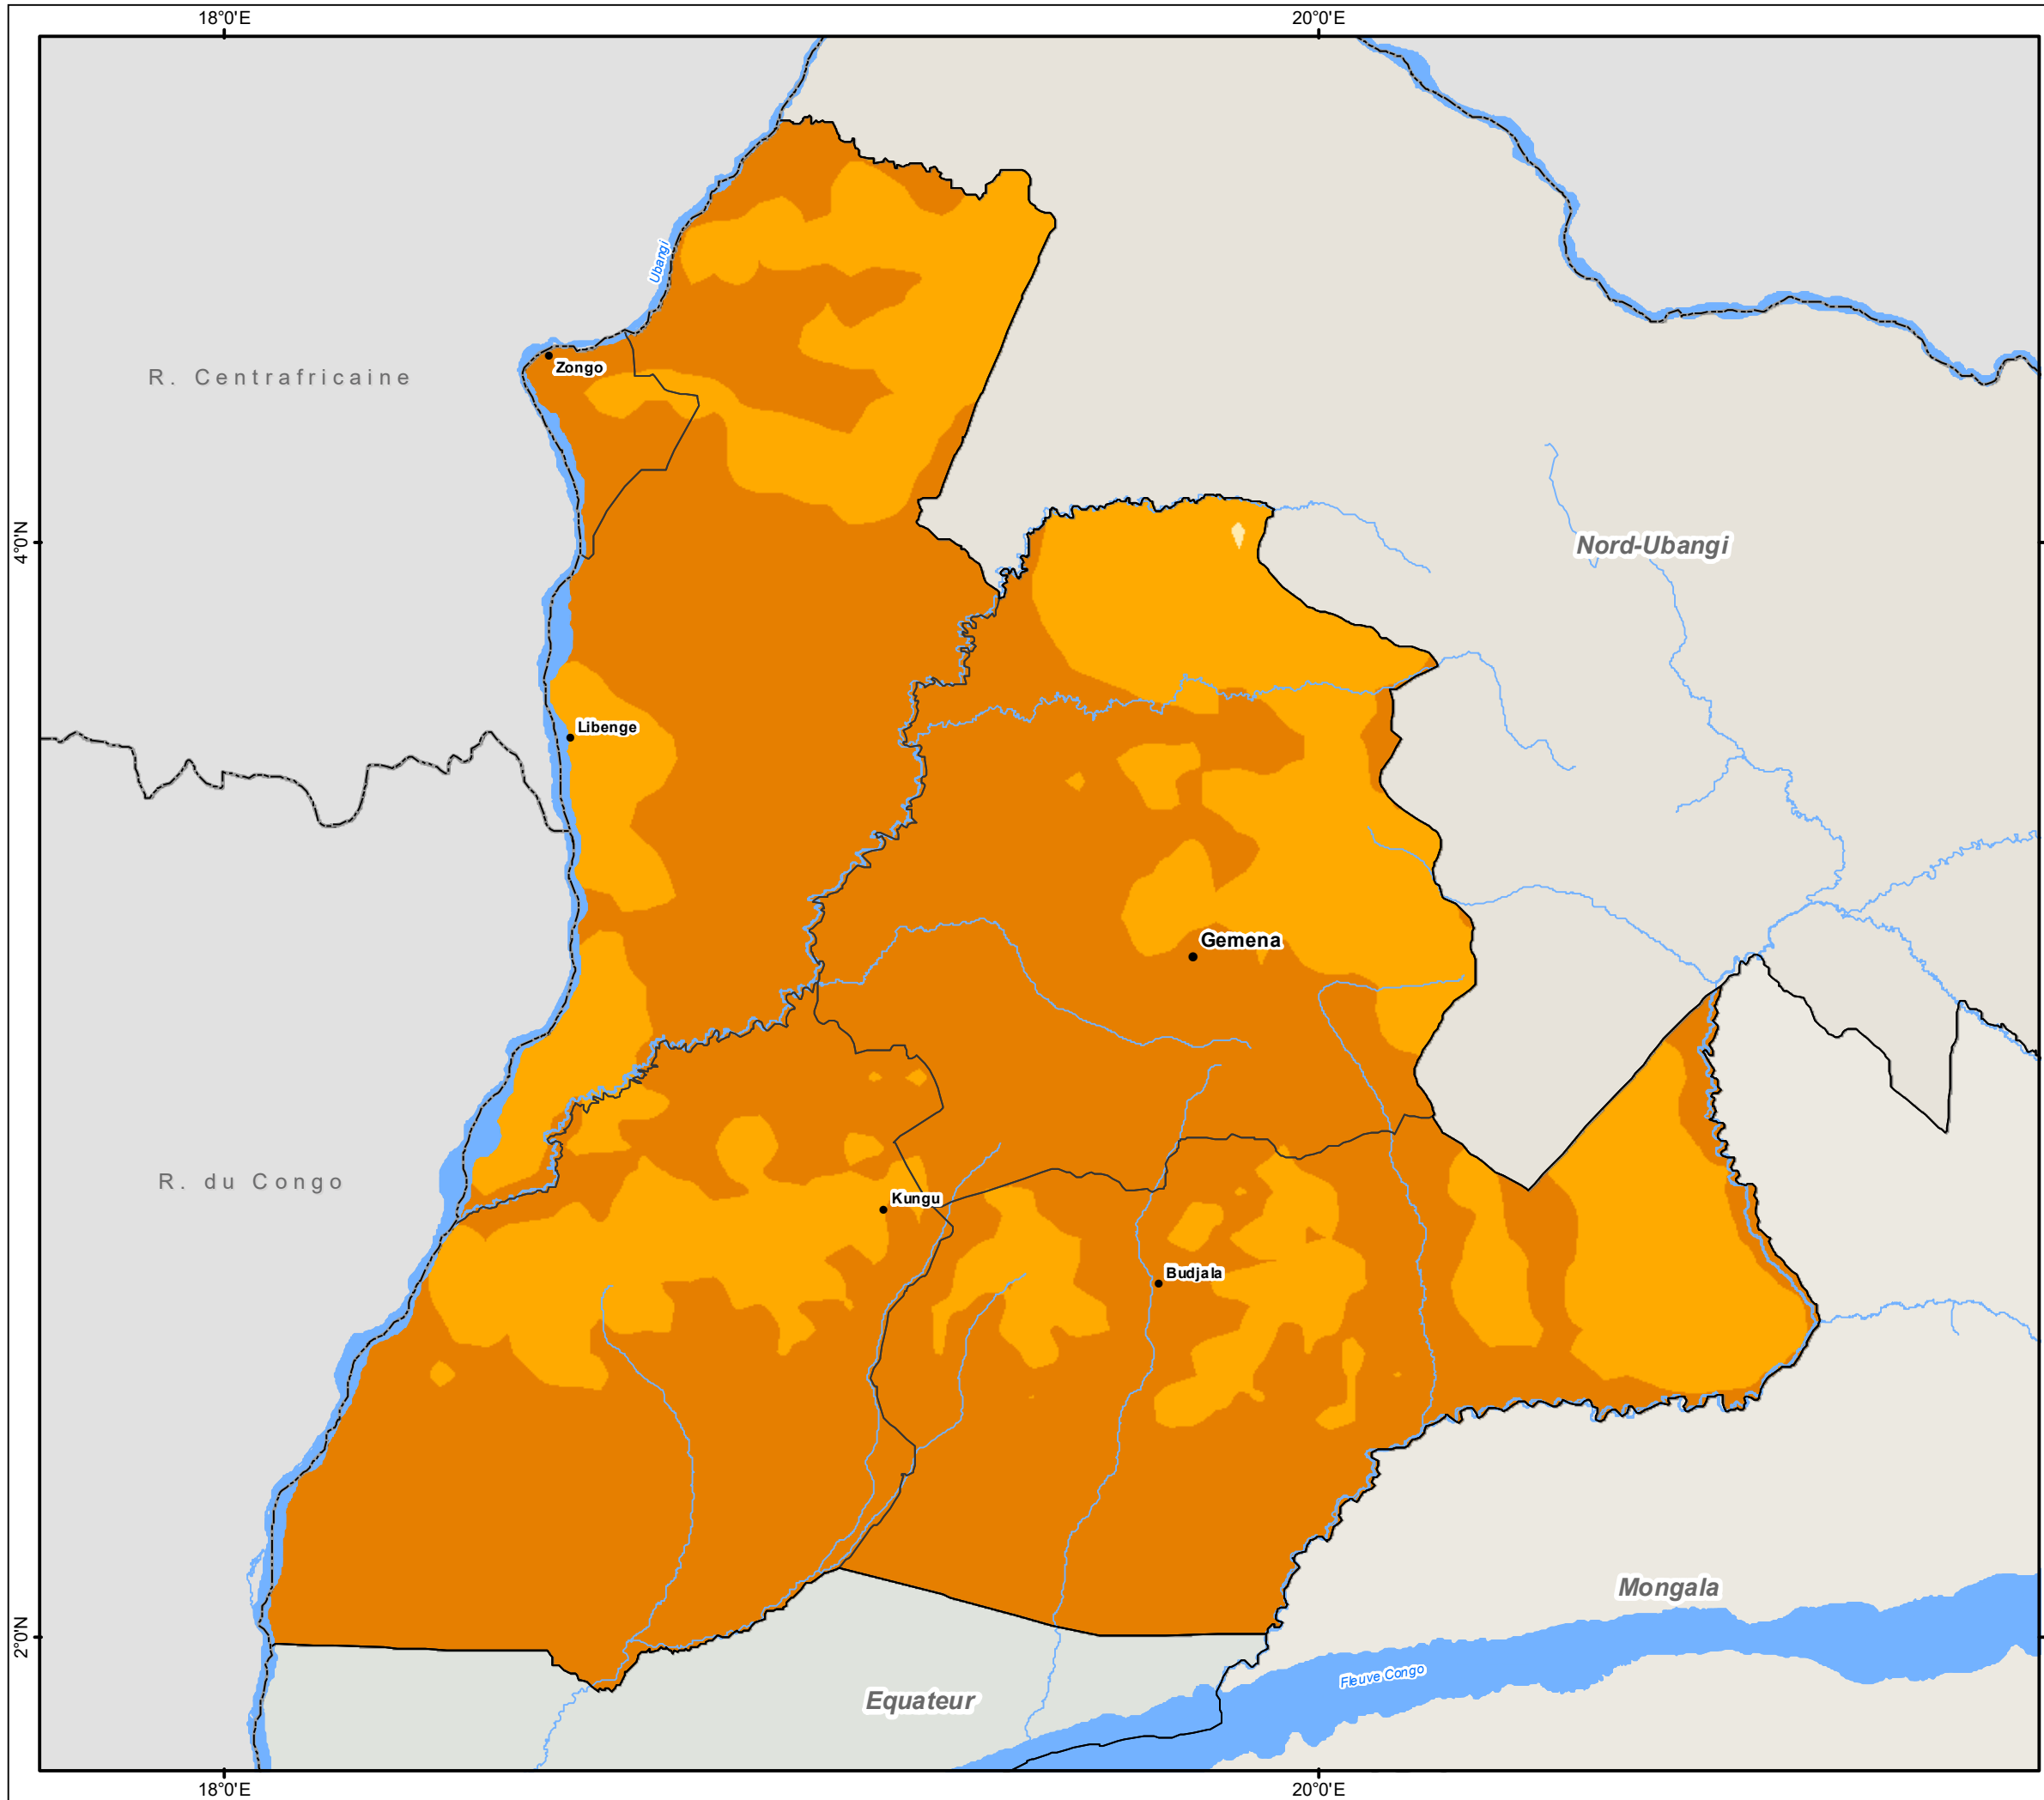 18°0'E
20°0'E
Ubangi
Zongo
R. Centrafricaine
4°0'N
Nord-Ubangi
Libenge
Gemena
R. du Congo
Kungu
Budjala
Mongala
2°0'N
Fleuve Congo
Equateur
18°0'E
20°0'E